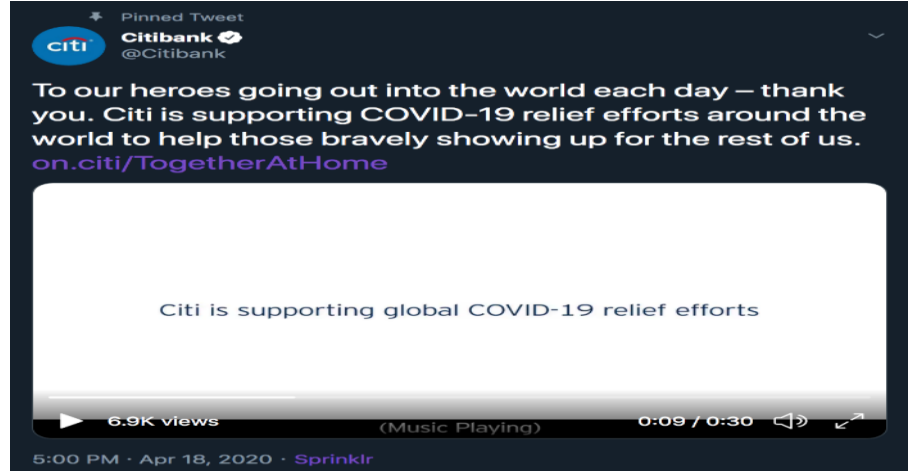 Pinned Tweet
citi
Citibank
@Citibank
To our heroes going out into the world each day — thank
you. Citi is supporting COVID-19 relief efforts around the
world to help those bravely showing up for the rest of us.
on.citi/TogetherAtHome
Citi is supporting global COVID-19 relief efforts
6.9K views
(Music Playing)
0:09 / 0:30
5:00 PM · Apr 18, 2020 · Sprinklr